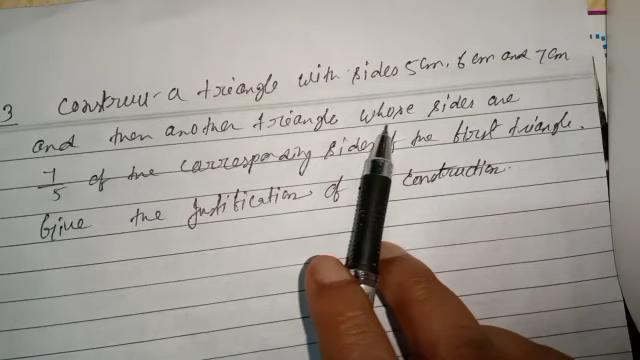 3 Construu- a triangle with sides 5cm, 6cm and 7cm
and then another triangle whose sides are
7/5 of the corresponding sides of the first triangle.
Give the justification of construction.